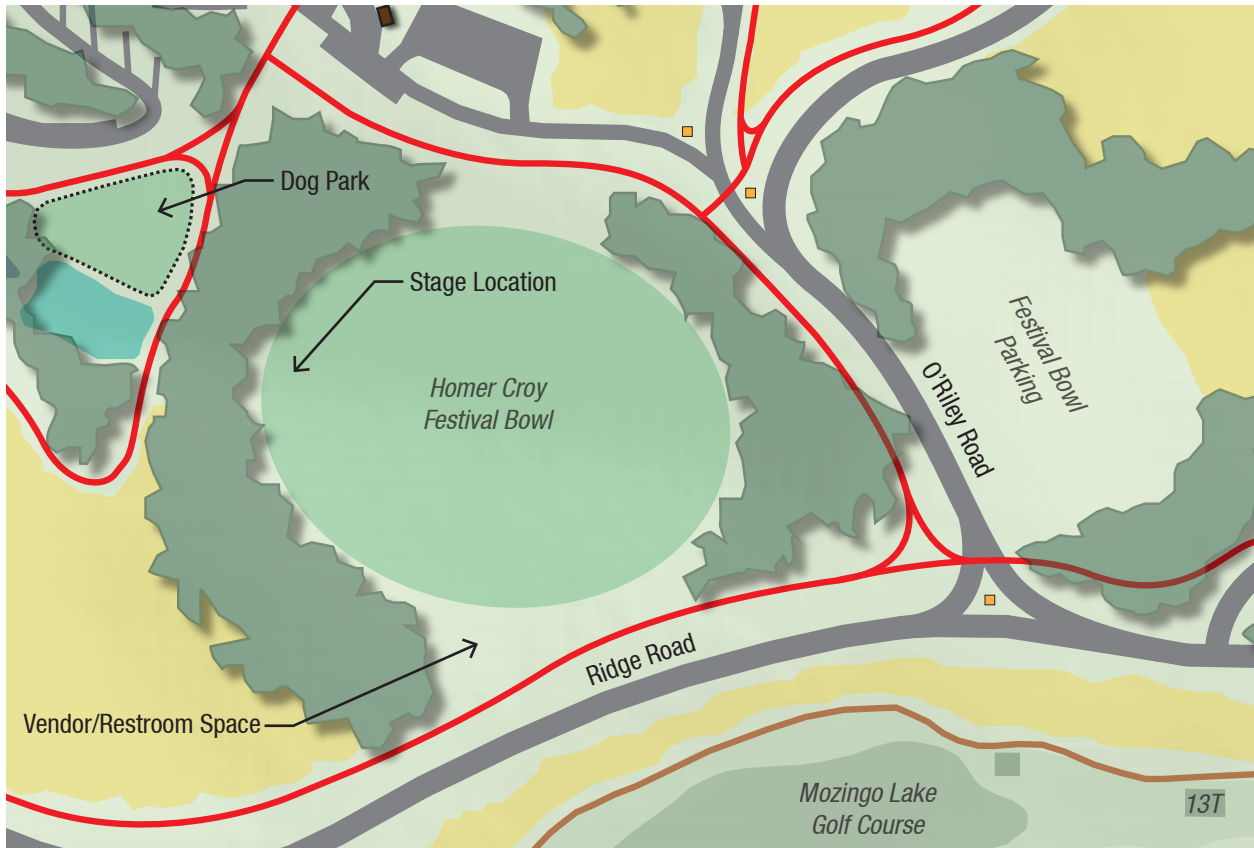 Dog Park
Stage Location
Homer Croy
Festival Bowl
Festival Bowl
Parking
O'Riley Road
Ridge Road
Vendor/Restroom Space
Mozingo Lake
Golf Course
13T